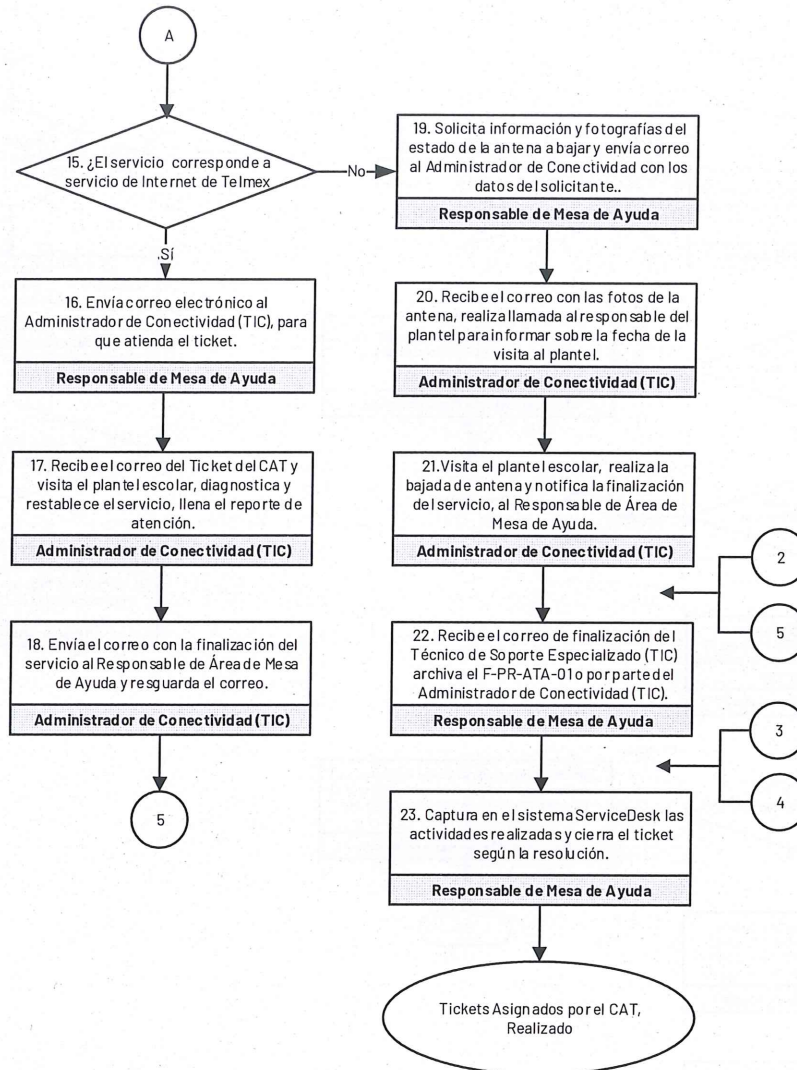 A
15. ¿El servicio corresponde a
servicio de Internet de Telmex
No
.Sí
16. Envía correo electrónico al
Administrador de Conectividad (TIC), para
que atienda el ticket.
Responsable de Mesa de Ayuda
17. Recibe el correo del Ticket del CAT y
visita el plantel escolar, diagnostica y
restablece el servicio, llena el reporte de
atención.
Administrador de Conectividad (TIC)
18. Envía el correo con la finalización del
servicio al Responsable de Área de Mesa
de Ayuda y resguarda el correo.
Administrador de Conectividad (TIC)
5
19. Solicita información y fotografías del
estado de la antena a bajar y envía correo
al Administrador de Conectividad con los
datos del solicitante..
Responsable de Mesa de Ayuda
20. Recibe el correo con las fotos de la
antena, realiza llamada al responsable del
plantel para informar sobre la fecha de la
visita al plantel.
Administrador de Conectividad (TIC)
21.Visita el plantel escolar, realiza la
bajada de antena y notifica la finalización
del servicio, al Responsable de Área de
Mesa de Ayuda.
Administrador de Conectividad (TIC)
2
5
22. Recibe el correo de finalización del
Técnico de Soporte Especializado (TIC)
archiva el F-PR-ATA-01 o por parte del
Administrador de Conectividad (TIC).
Responsable de Mesa de Ayuda
3
4
23. Captura en el sistema ServiceDesk las
actividades realizadas y cierra el ticket
según la resolución.
Responsable de Mesa de Ayuda
Tickets Asignados por el CAT,
Realizado